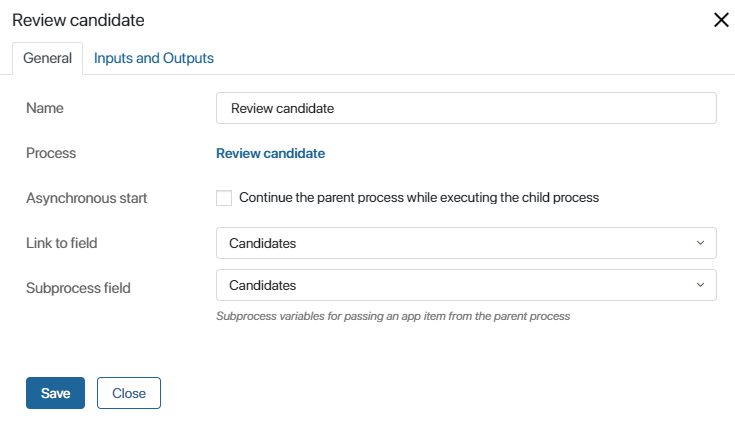 Review candidate
General
Inputs and Outputs
Name
Review candidate
Process
Review candidate
Asynchronous start
Continue the parent process while executing the child process
Link to field
Candidates
Subprocess field
Candidates
Subprocess variables for passing an app item from the parent process
Save
Close